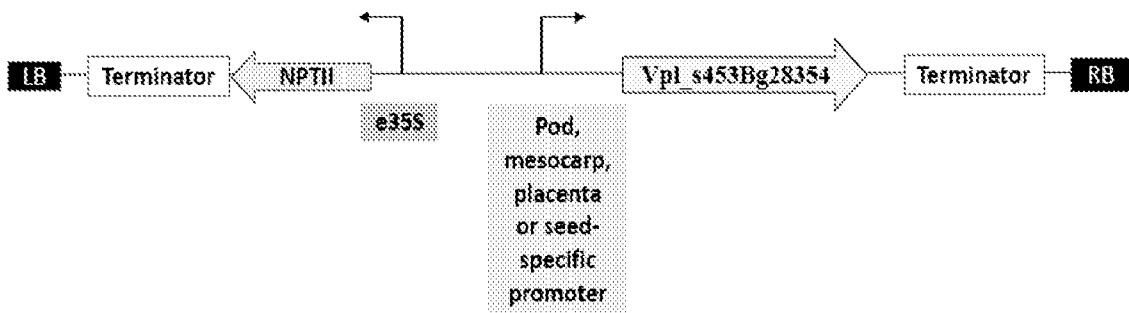 LB
Terminator
NPTII
Vpl_s453Bg28354
Terminator
RB
e35S
Pod,
mesocarp,
placenta
or seed-
specific
promoter